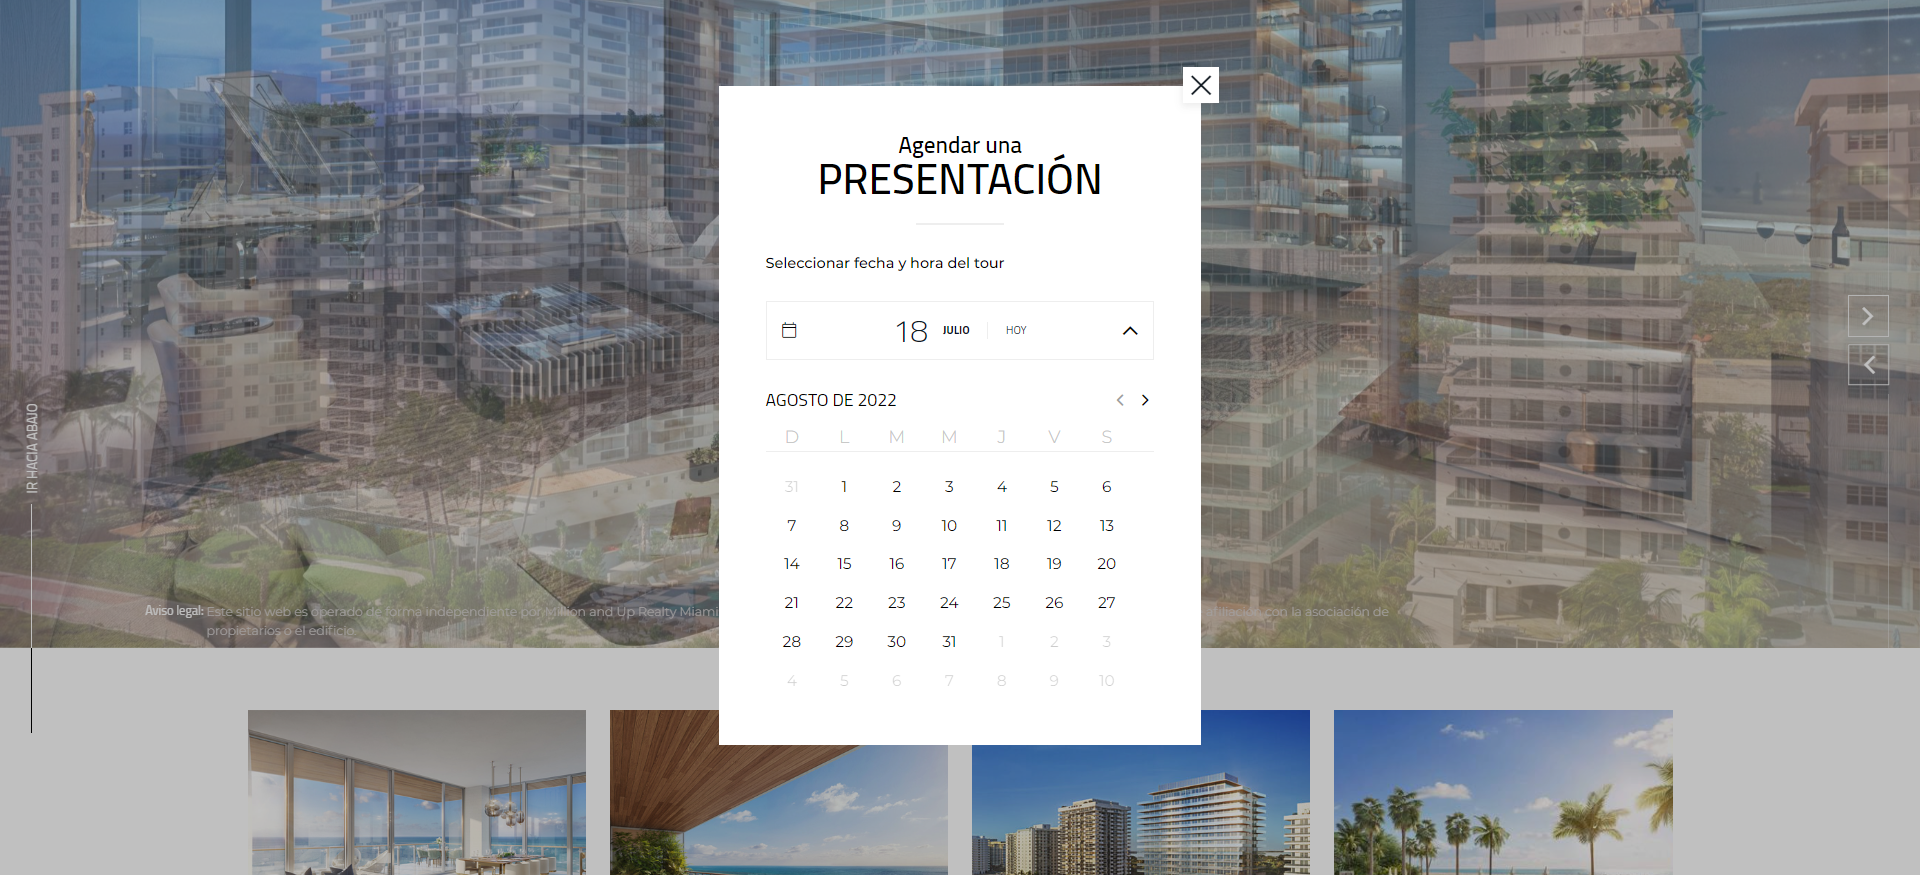 Agendar una
PRESENTACIÓN
Seleccionar fecha y hora del tour
18 JULIO HOY
AGOSTO DE 2022
D L M M J V S
31 1 2 3 4 5 6
7 8 9 10 11 12 13
14 15 16 17 18 19 20
21 22 23 24 25 26 27
28 29 30 31 1 2 3
4 5 6 7 8 9 10
IR HACIA ABAJO
Aviso legal: Este sitio web es operado de forma independiente por Million and Up Realty Miami afiliación con la asociación de
propietarios o el edificio.